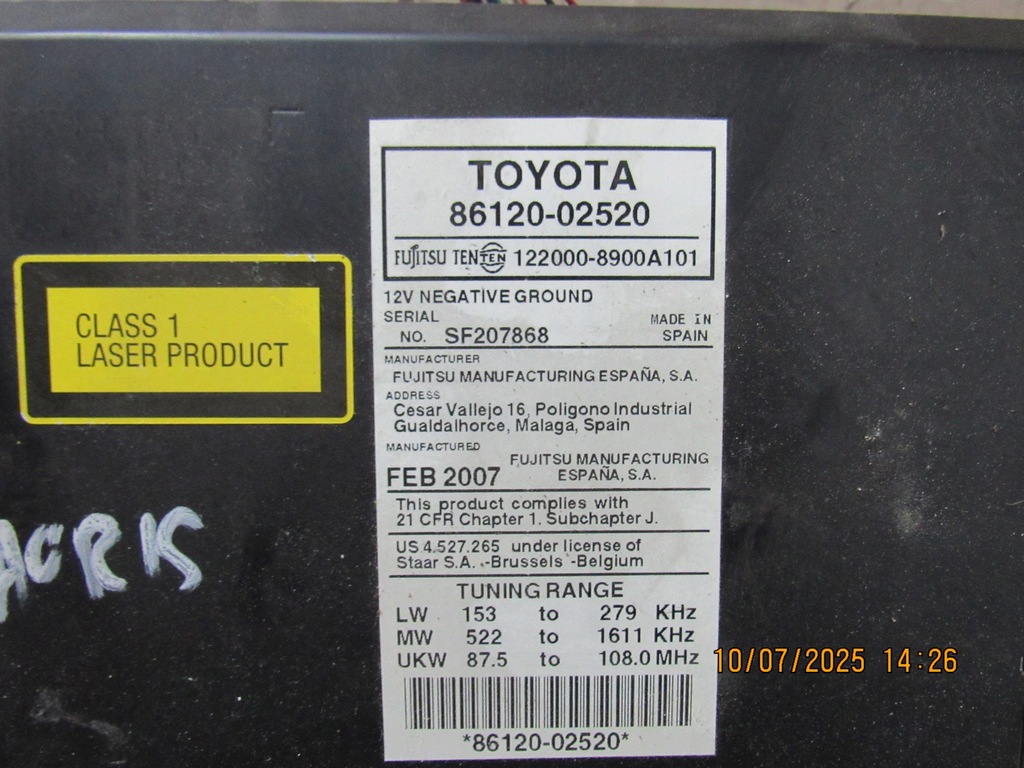 TOYOTA
86120-02520
FUJITSU TEN TEN 122000-8900A101
12V NEGATIVE GROUND
SERIAL
NO. SF207868
MADE IN
SPAIN
MANUFACTURER
FUJITSU MANUFACTURING ESPAÑA, S.A.
ADDRESS
Cesar Vallejo 16, Poligono Industrial
Gualdalhorce, Malaga, Spain
MANUFACTURED
FEB 2007
FUJITSU MANUFACTURING
ESPAÑA, S.A.
This product complies with
21 CFR Chapter 1. Subchapter J.
US 4.527.265 under license of
Staar S.A. -Brussels -Belgium
TUNING RANGE
LW 153 to 279 KHz
MW 522 to 1611 KHz
UKW 87.5 to 108.0 MHz
*86120-02520*
CLASS 1
LASER PRODUCT
10/07/2025 14:26